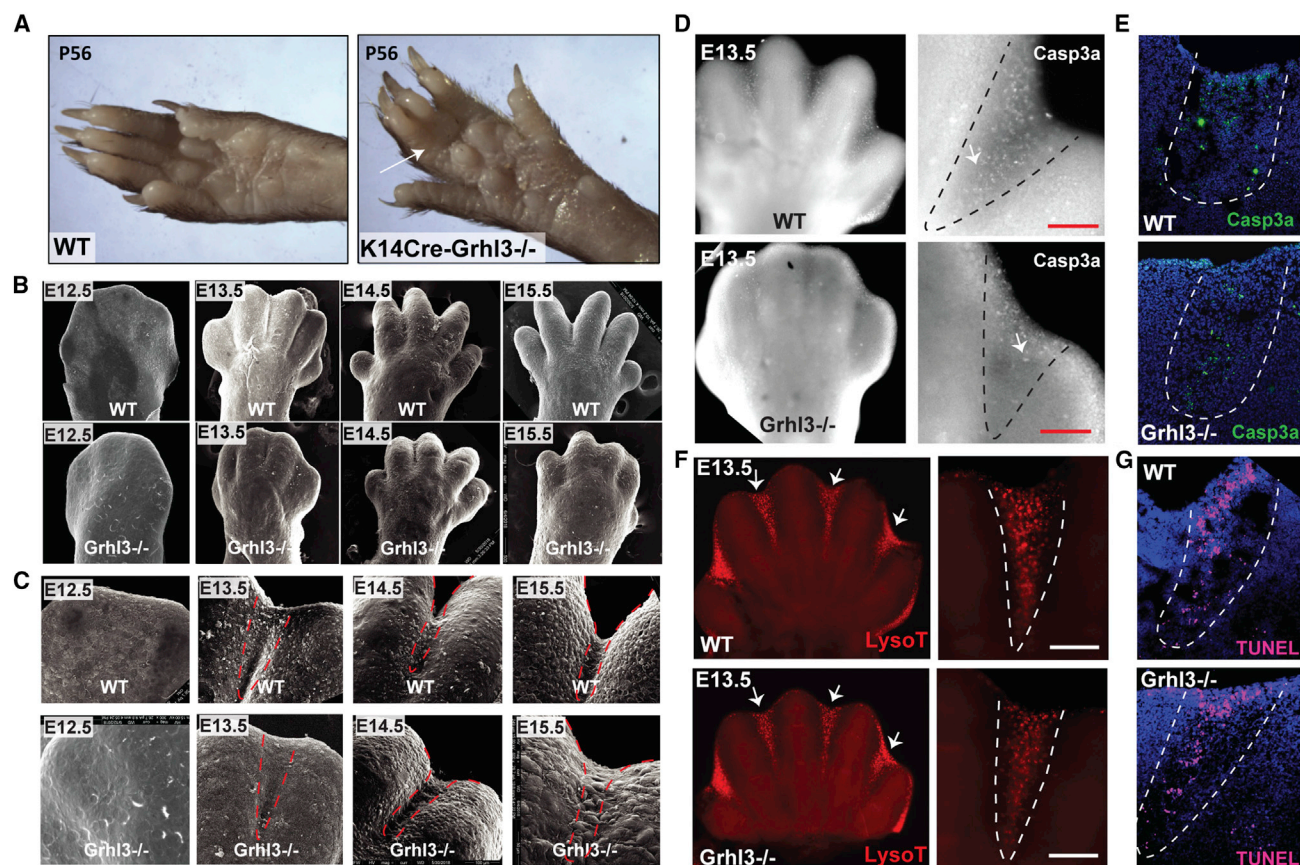 A
P56
WT
P56
K14Cre-Grhl3-/-
B
E12.5
WT
E13.5
WT
E14.5
WT
E15.5
WT
E12.5
Grhl3-/-
E13.5
Grhl3-/-
E14.5
Grhl3-/-
E15.5
Grhl3-/-
C
E12.5
WT
E13.5
WT
E14.5
WT
E15.5
WT
E12.5
Grhl3-/-
E13.5
Grhl3-/-
E14.5
Grhl3-/-
E15.5
Grhl3-/-
D
E13.5
WT
Casp3a
E13.5
Grhl3-/-
Casp3a
E
WT
Casp3a
Grhl3-/-
Casp3a
F
E13.5
WT
LysoT
E13.5
Grhl3-/-
LysoT
G
WT
TUNEL
Grhl3-/-
TUNEL